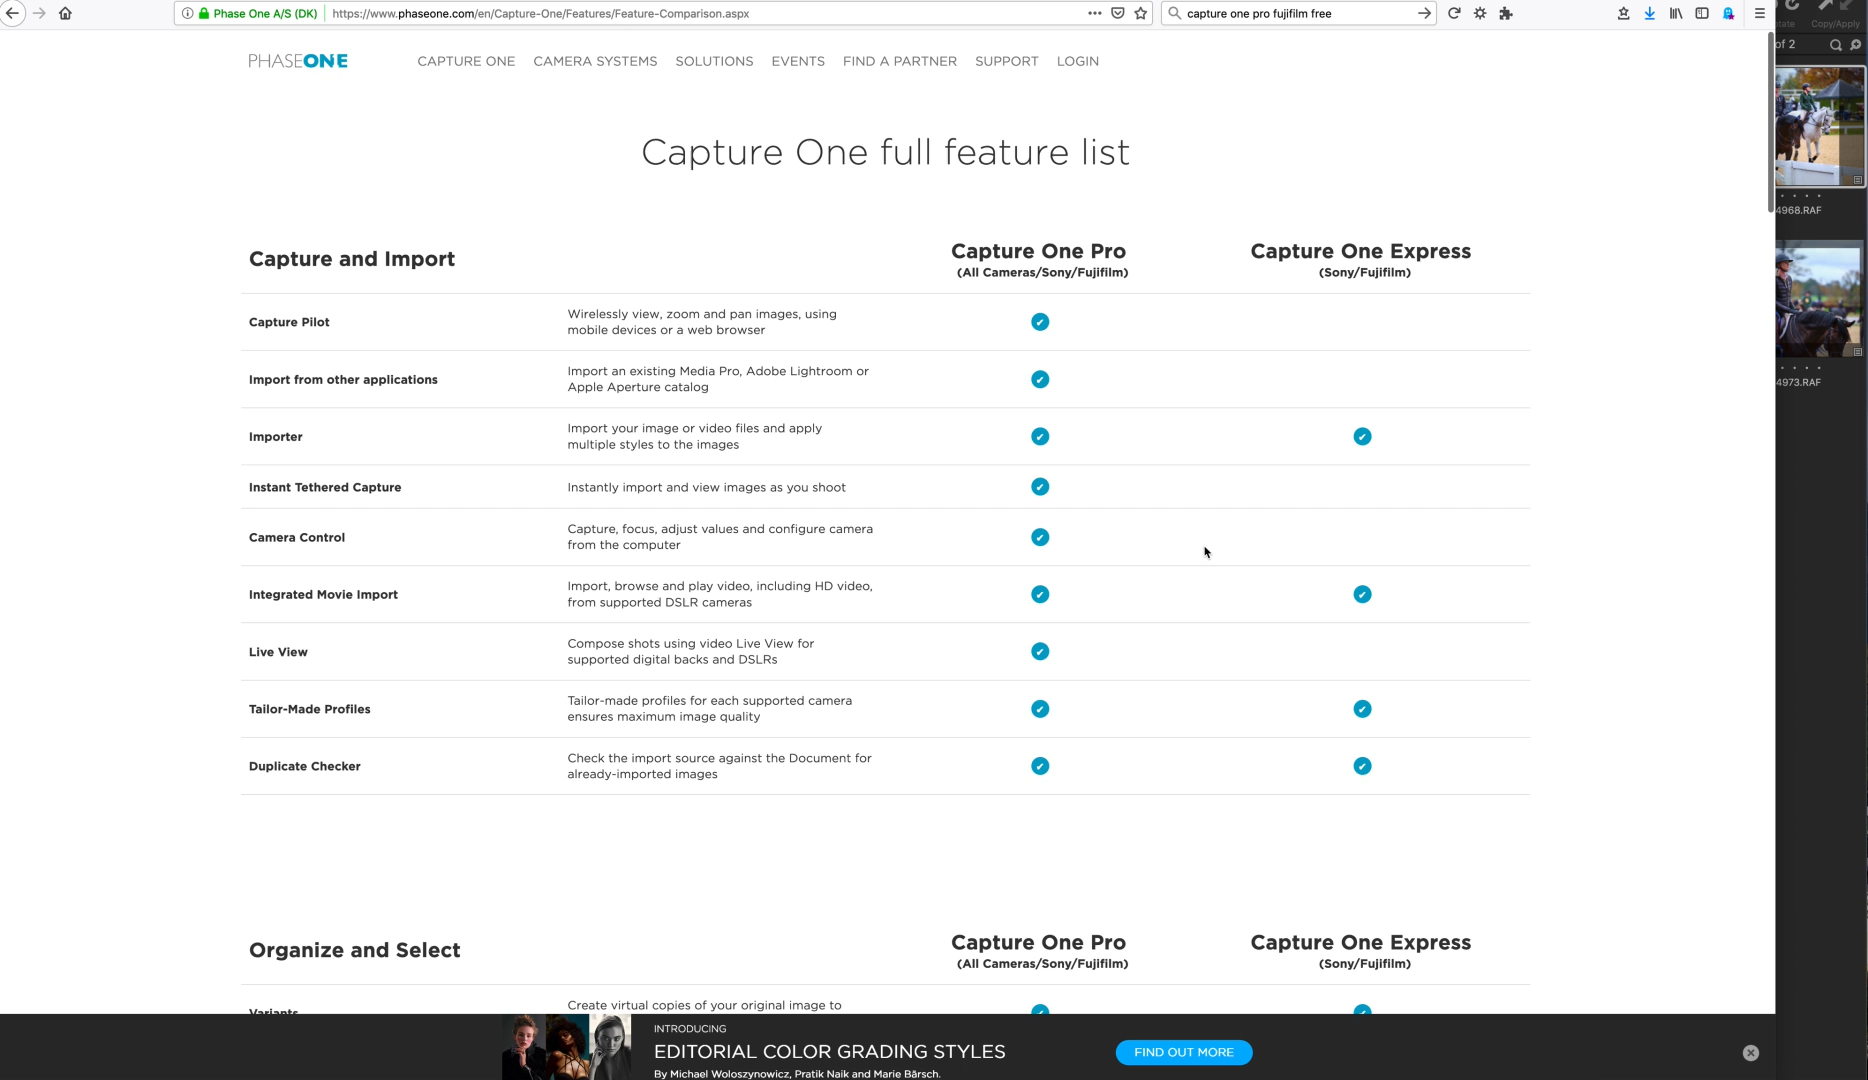 Phase One A/S (DK)
https://www.phaseone.com/en/Capture-One/Features/Feature-Comparison.aspx
capture one pro fujifilm free
Copy/Apply
of 2
PHASEONE
CAPTURE ONE
CAMERA SYSTEMS
SOLUTIONS
EVENTS
FIND A PARTNER
SUPPORT
LOGIN
Capture One full feature list
Capture and Import
Capture One Pro
(All Cameras/Sony/Fujifilm)
Capture One Express
(Sony/Fujifilm)
Capture Pilot
Wirelessly view, zoom and pan images, using
mobile devices or a web browser
Import from other applications
Import an existing Media Pro, Adobe Lightroom or
Apple Aperture catalog
Importer
Import your image or video files and apply
multiple styles to the images
Instant Tethered Capture
Instantly import and view images as you shoot
Camera Control
Capture, focus, adjust values and configure camera
from the computer
Integrated Movie Import
Import, browse and play video, including HD video,
from supported DSLR cameras
Live View
Compose shots using video Live View for
supported digital backs and DSLRs
Tailor-Made Profiles
Tailor-made profiles for each supported camera
ensures maximum image quality
Duplicate Checker
Check the import source against the Document for
already-imported images
Organize and Select
Capture One Pro
(All Cameras/Sony/Fujifilm)
Capture One Express
(Sony/Fujifilm)
Variants
Create virtual copies of your original image to
INTRODUCING
EDITORIAL COLOR GRADING STYLES
By Michael Woloszynowicz, Pratik Naik and Marie Bärsch.
FIND OUT MORE
4968.RAF
4973.RAF